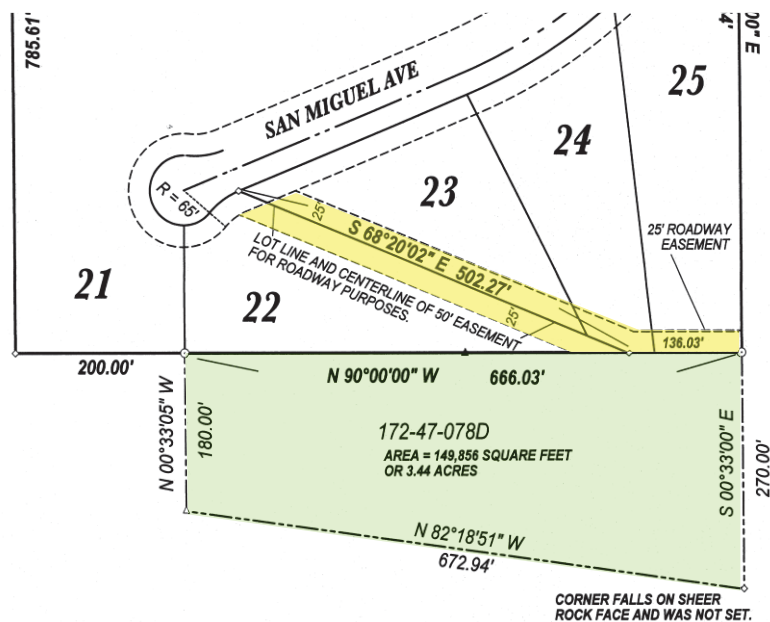 785.61'
00" E
4'
SAN MIGUEL AVE
25
24
23
R = 65'
25'
S 68°20'02" E 502.27'
LOT LINE AND CENTERLINE OF 50' EASEMENT
FOR ROADWAY PURPOSES.
25'
25' ROADWAY
EASEMENT
21
22
136.03'
200.00'
N 90°00'00" W 666.03'
N 00°33'05" W
180.00'
172-47-078D
AREA = 149,856 SQUARE FEET
OR 3.44 ACRES
S 00°33'00" E
270.00'
N 82°18'51" W
672.94'
CORNER FALLS ON SHEER
ROCK FACE AND WAS NOT SET.